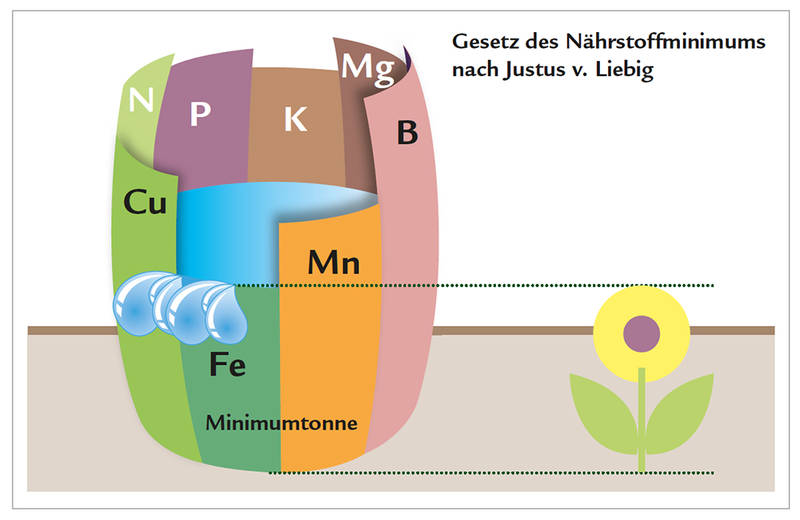 Gesetz des Nährstoffminimums
nach Justus v. Liebig
N
P
K
Mg
B
Cu
Mn
Fe
Minimumtonne